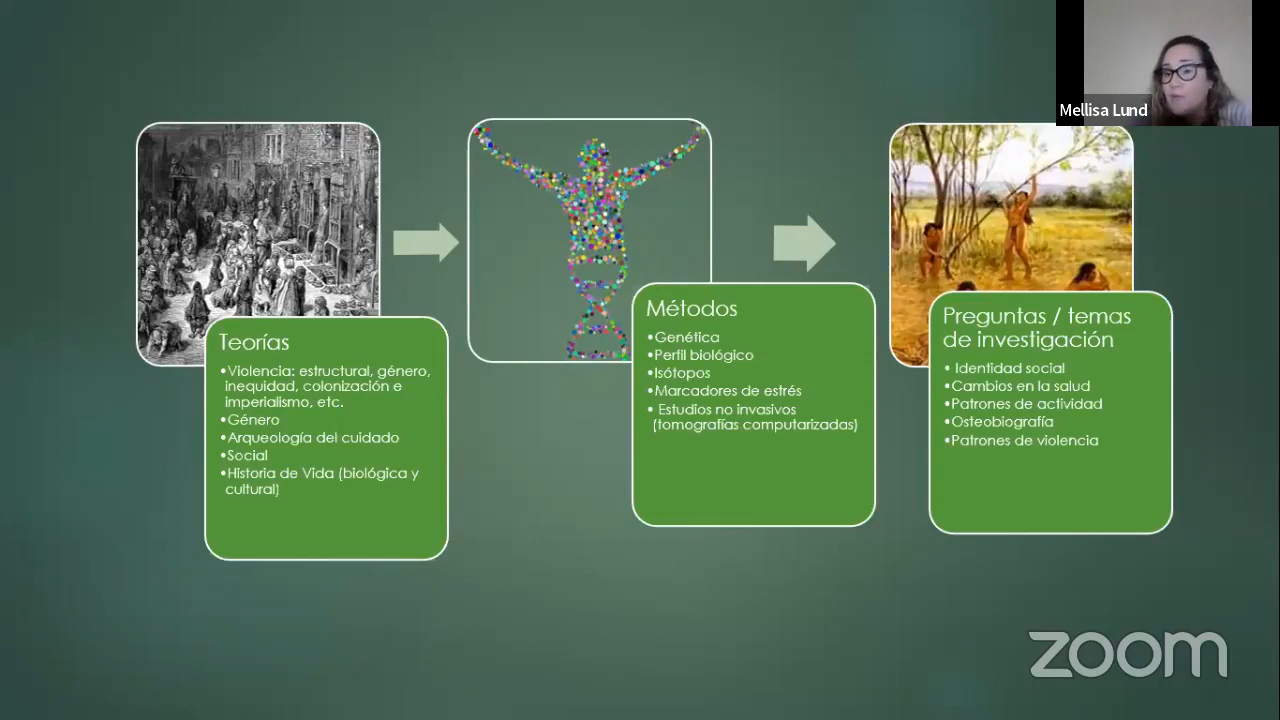 Mellisa Lund
Teorías
•Violencia: estructural, género,
inequidad, colonización e
imperialismo, etc.
•Género
•Arqueología del cuidado
•Social
•Historia de Vida (biológica y
cultural)
Métodos
•Genética
•Perfil biológico
•Isótopos
•Marcadores de estrés
• Estudios no invasivos
(tomografías computarizadas)
Preguntas / temas
de investigación
• Identidad social
•Cambios en la salud
•Patrones de actividad
•Osteobiografía
•Patrones de violencia
zoom